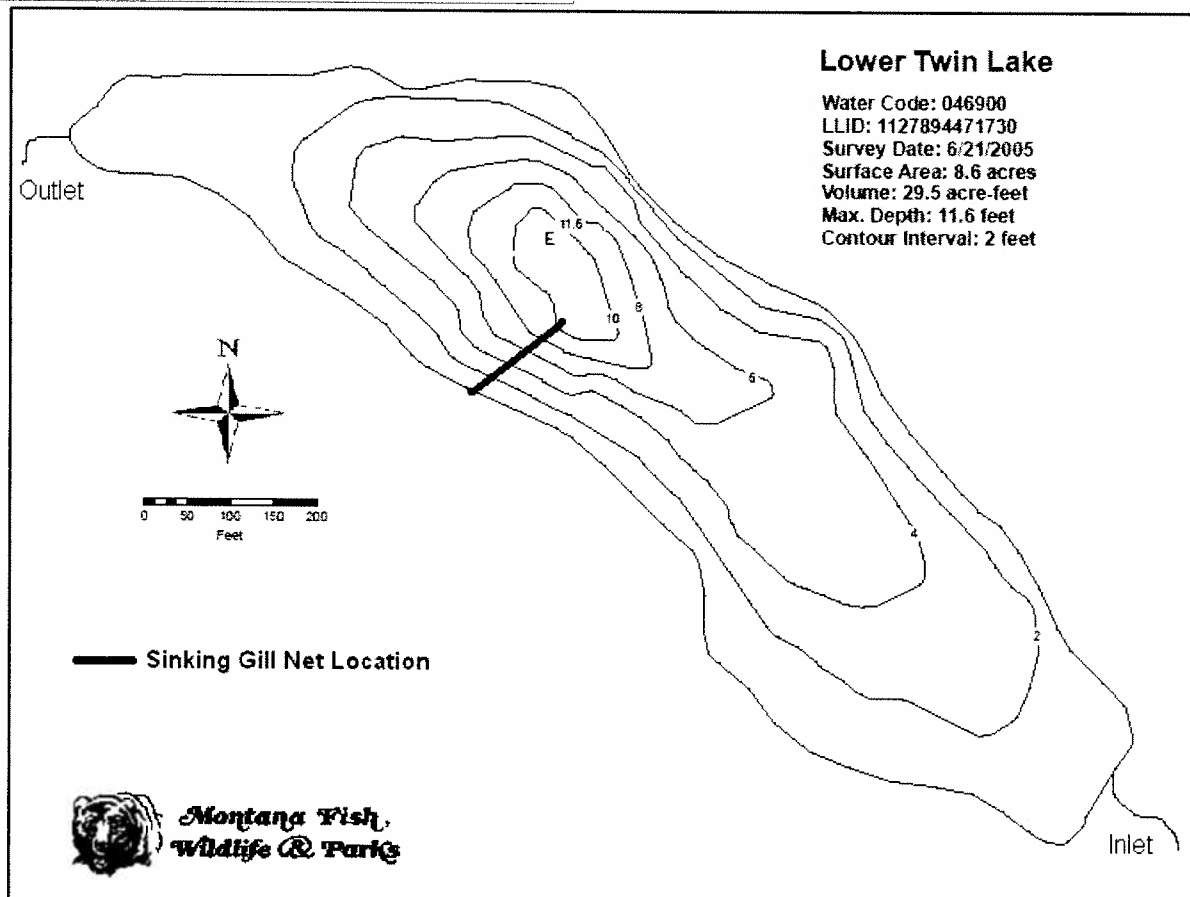 Lower Twin Lake
Water Code: 046900
LLID: 1127894471730
Survey Date: 6/21/2005
Surface Area: 8.6 acres
Volume: 29.5 acre-feet
Max. Depth: 11.6 feet
Contour Interval: 2 feet
Outlet
11.6
E
10
8
6
4
2
N
0 50 100 150 200
Feet
Sinking Gill Net Location
Montana Fish,
Wildlife & Parks
Inlet